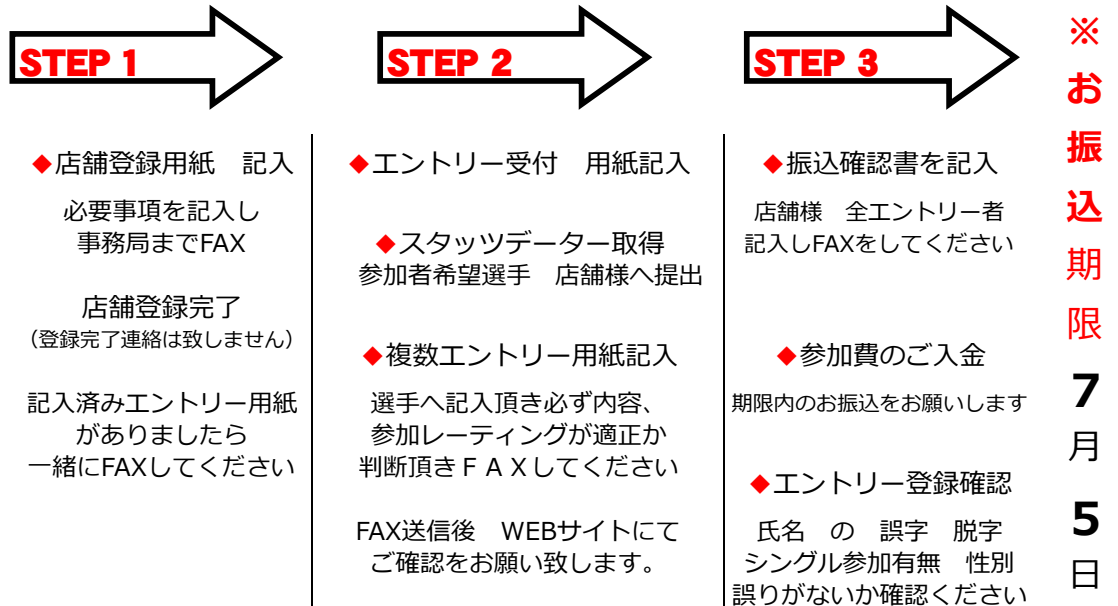 STEP 1
◆店舗登録用紙　記入
必要事項を記入し
事務局までFAX
店舗登録完了
（登録完了連絡は致しません）
記入済みエントリー用紙
がありましたら
一緒にFAXしてください
STEP 2
◆エントリー受付　用紙記入
◆スタッツデーター取得
参加者希望選手　店舗様へ提出
◆複数エントリー用紙記入
選手へ記入頂き必ず内容、
参加レーティングが適正か
判断頂きＦＡＸしてください
FAX送信後　WEBサイトにて
ご確認をお願い致します。
STEP 3
◆振込確認書を記入
店舗様　全エントリー者
記入しFAXをしてください
◆参加費のご入金
期限内のお振込をお願いします
◆エントリー登録確認
氏名　の　誤字　脱字
シングル参加有無　性別
誤りがないか確認ください
※お振込期限7月5日